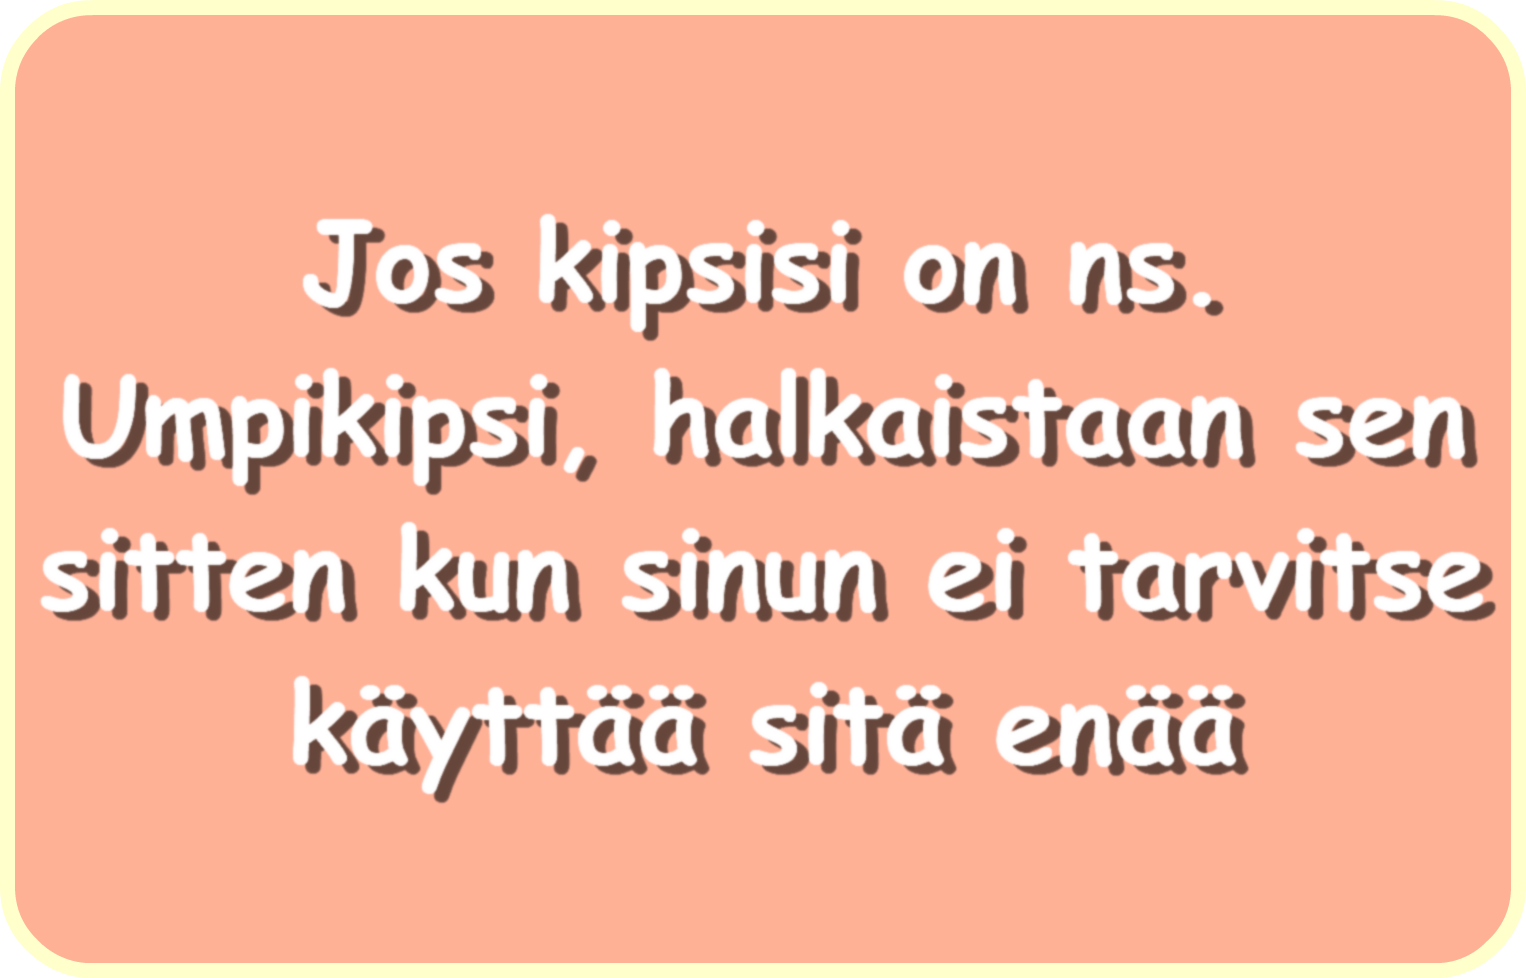 Jos kipsisi on ns.
Umpikipsi, halkaistaan sen
sitten kun sinun ei tarvitse
käyttää sitä enää